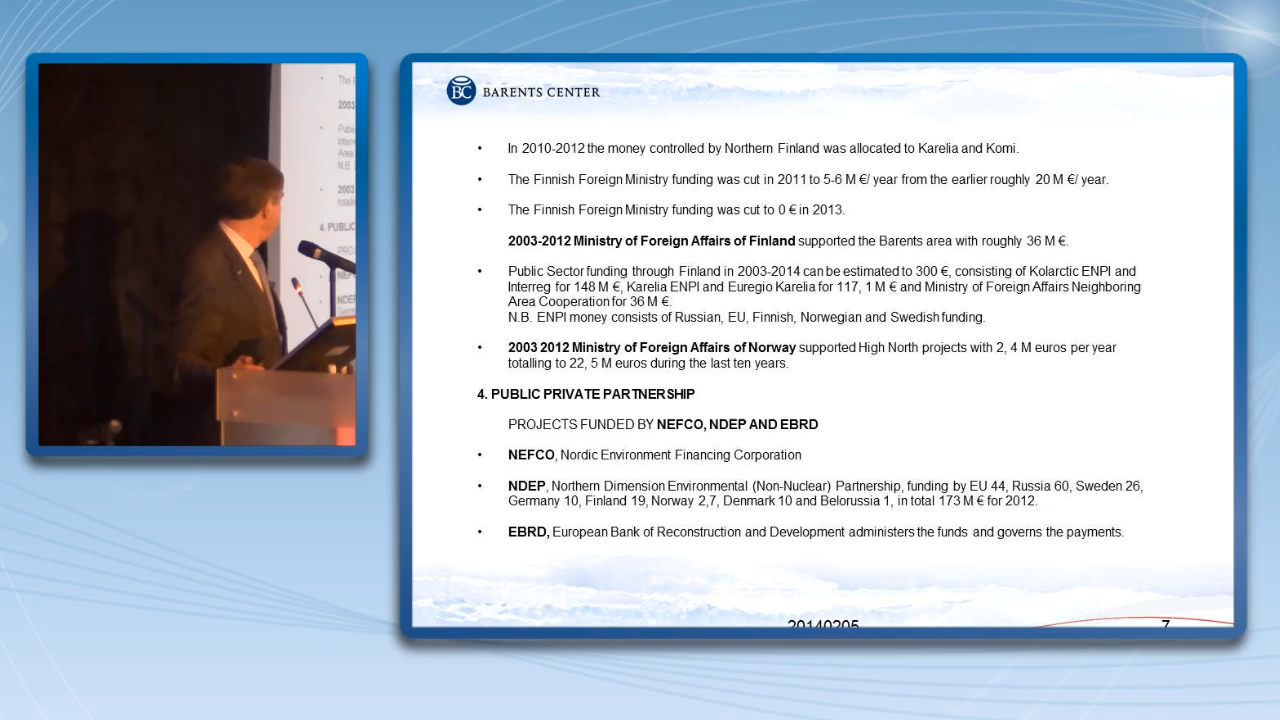 BC BARENTS CENTER
• In 2010-2012 the money controlled by Northern Finland was allocated to Karelia and Komi.
• The Finnish Foreign Ministry funding was cut in 2011 to 5-6 M €/ year from the earlier roughly 20 M €/ year.
• The Finnish Foreign Ministry funding was cut to 0 € in 2013.
2003-2012 Ministry of Foreign Affairs of Finland supported the Barents area with roughly 36 M €.
• Public Sector funding through Finland in 2003-2014 can be estimated to 300 €, consisting of Kolarctic ENPI and
Interreg for 148 M €, Karelia ENPI and Euregio Karelia for 117, 1 M € and Ministry of Foreign Affairs Neighboring
Area Cooperation for 36 M €.
N.B. ENPI money consists of Russian, EU, Finnish, Norwegian and Swedish funding.
• 2003 2012 Ministry of Foreign Affairs of Norway supported High North projects with 2, 4 M euros per year
totalling to 22, 5 M euros during the last ten years.
4. PUBLIC PRIVATE PARTNERSHIP
PROJECTS FUNDED BY NEFCO, NDEP AND EBRD
• NEFCO, Nordic Environment Financing Corporation
• NDEP, Northern Dimension Environmental (Non-Nuclear) Partnership, funding by EU 44, Russia 60, Sweden 26,
Germany 10, Finland 19, Norway 2,7, Denmark 10 and Belorussia 1, in total 173 M € for 2012.
• EBRD, European Bank of Reconstruction and Development administers the funds and governs the payments.
20140205 7